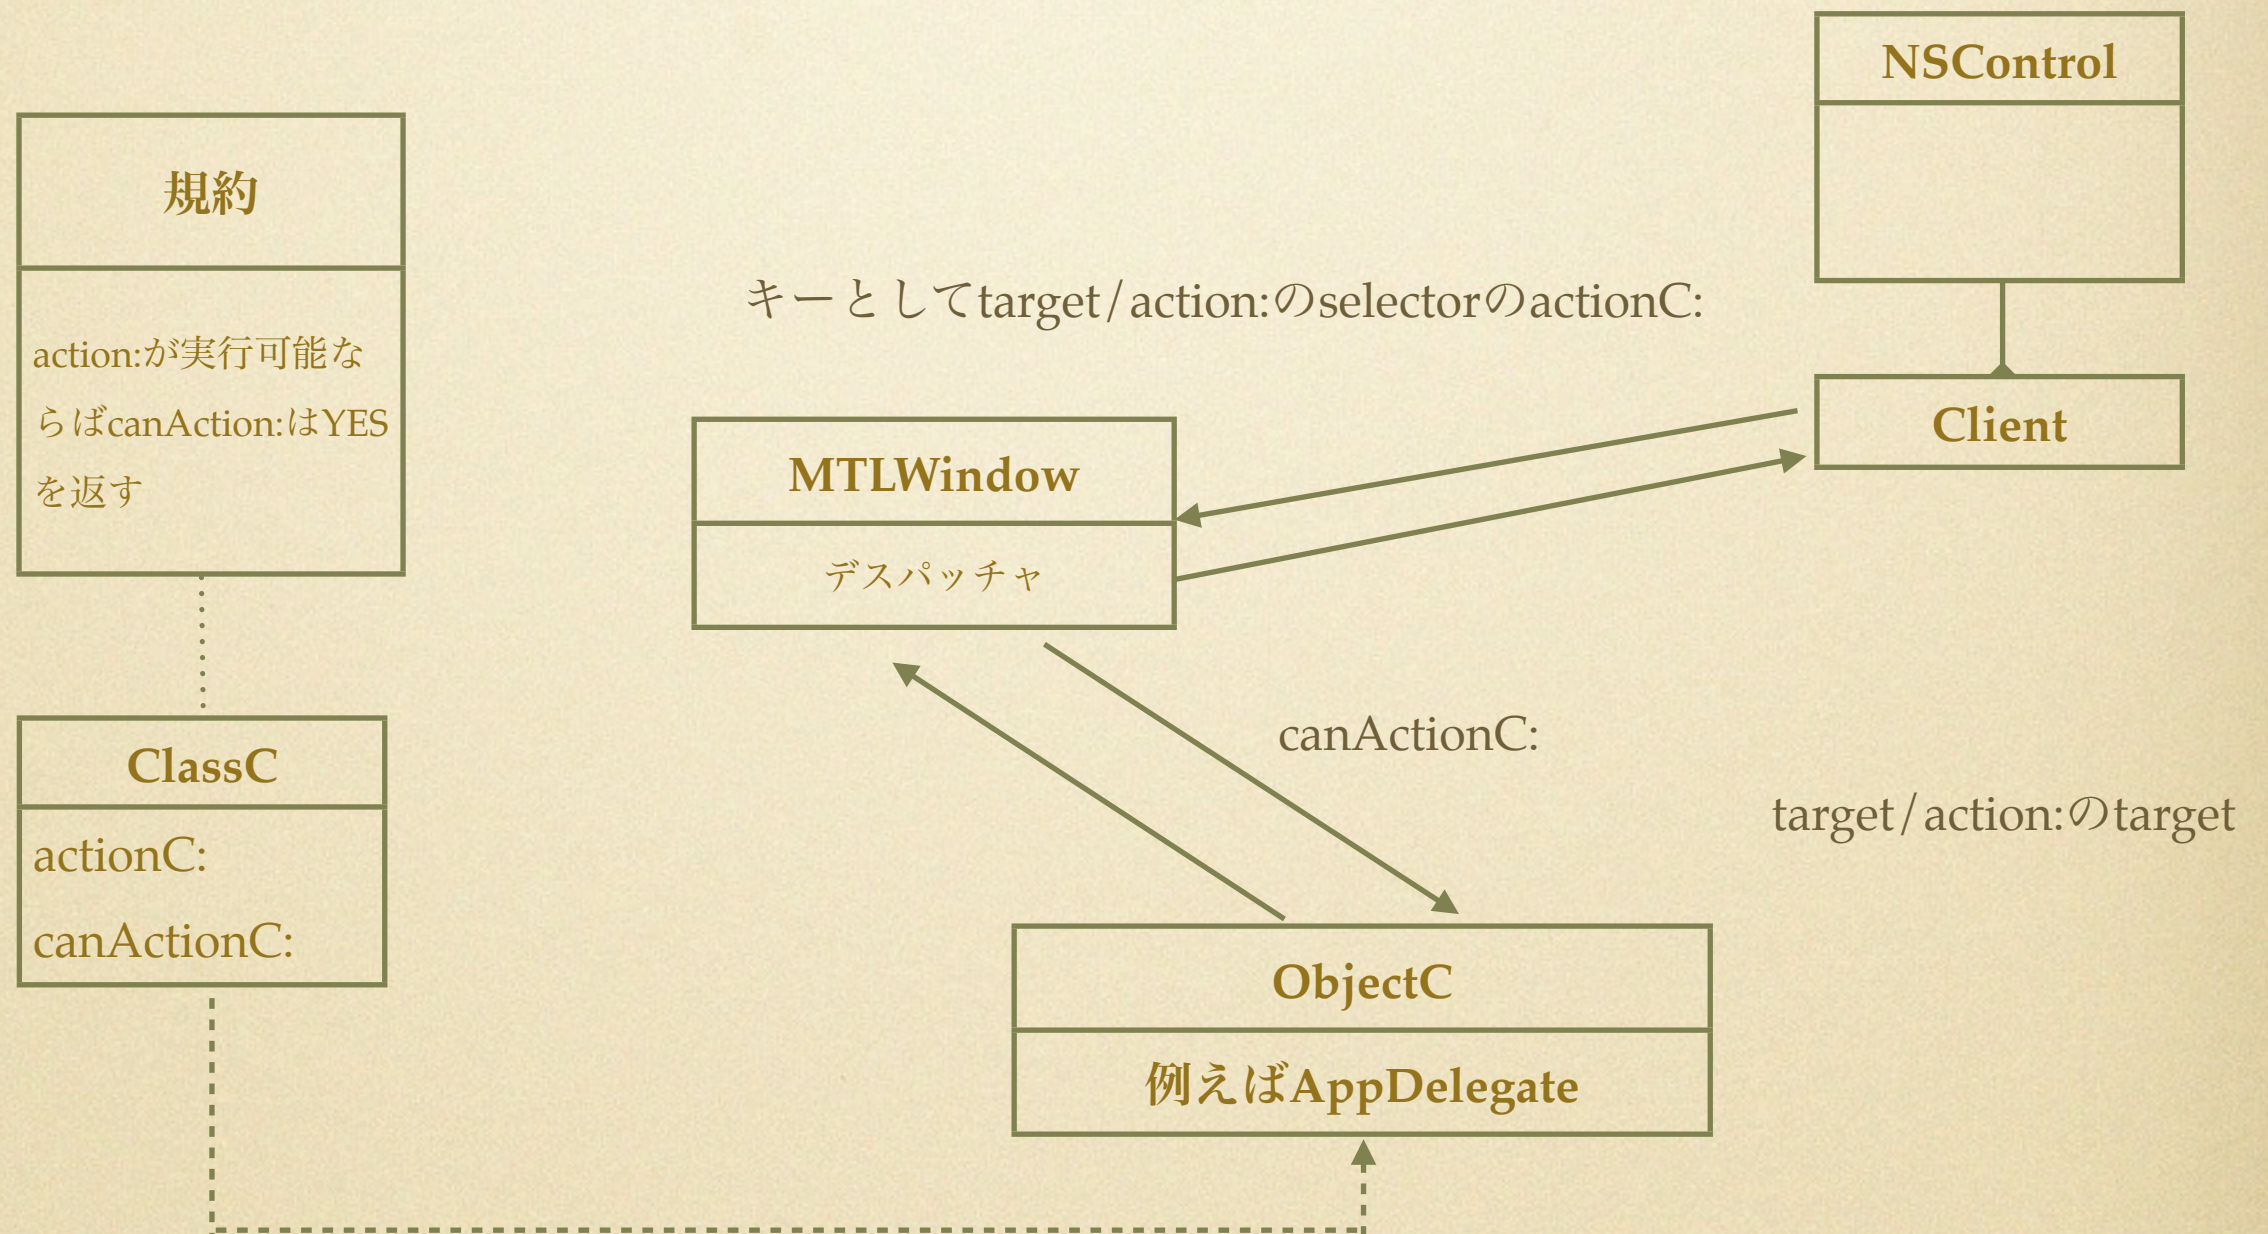 NSControl
規約
action:が実行可能な
らばcanAction:はYES
を返す
キーとしてtarget/action:のselectorのactionC:
Client
MTLWindow
デスパッチャ
canActionC:
target/action:のtarget
ClassC
actionC:
canActionC:
ObjectC
例えばAppDelegate